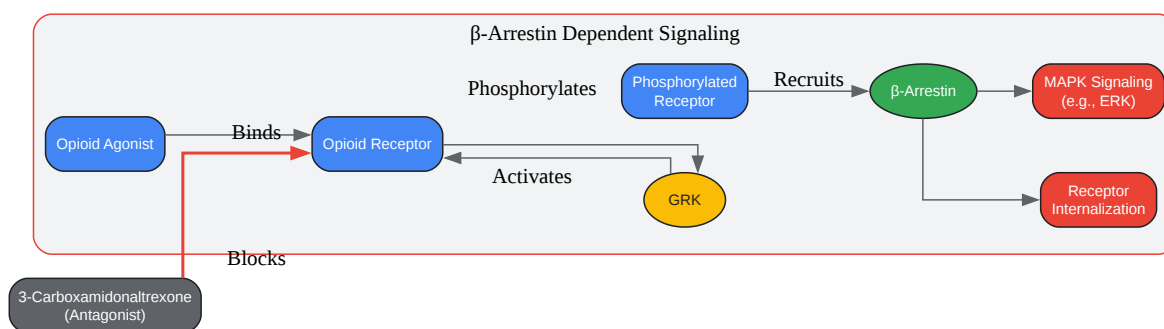 β-Arrestin Dependent Signaling
Phosphorylates
Phosphorylated
Receptor
Recruits
β-Arrestin
MAPK Signaling
(e.g., ERK)
Opioid Agonist
Binds
Opioid Receptor
Activates
GRK
Receptor
Internalization
Blocks
3-Carboxamidonaltrexone
(Antagonist)